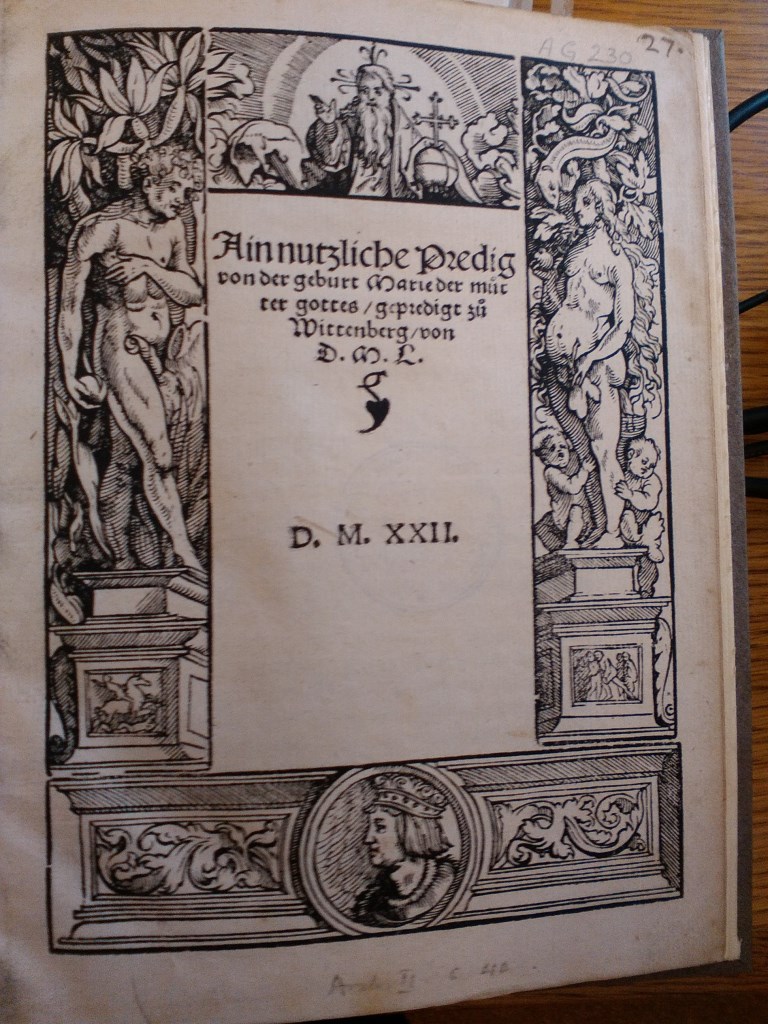 AG 230
27.
Ain nutzliche Predig
von der geburt Marie der mů
ter gottes / gepredigt zů
Wittenberg / von
D. M. L.
D. M. XXII.
II